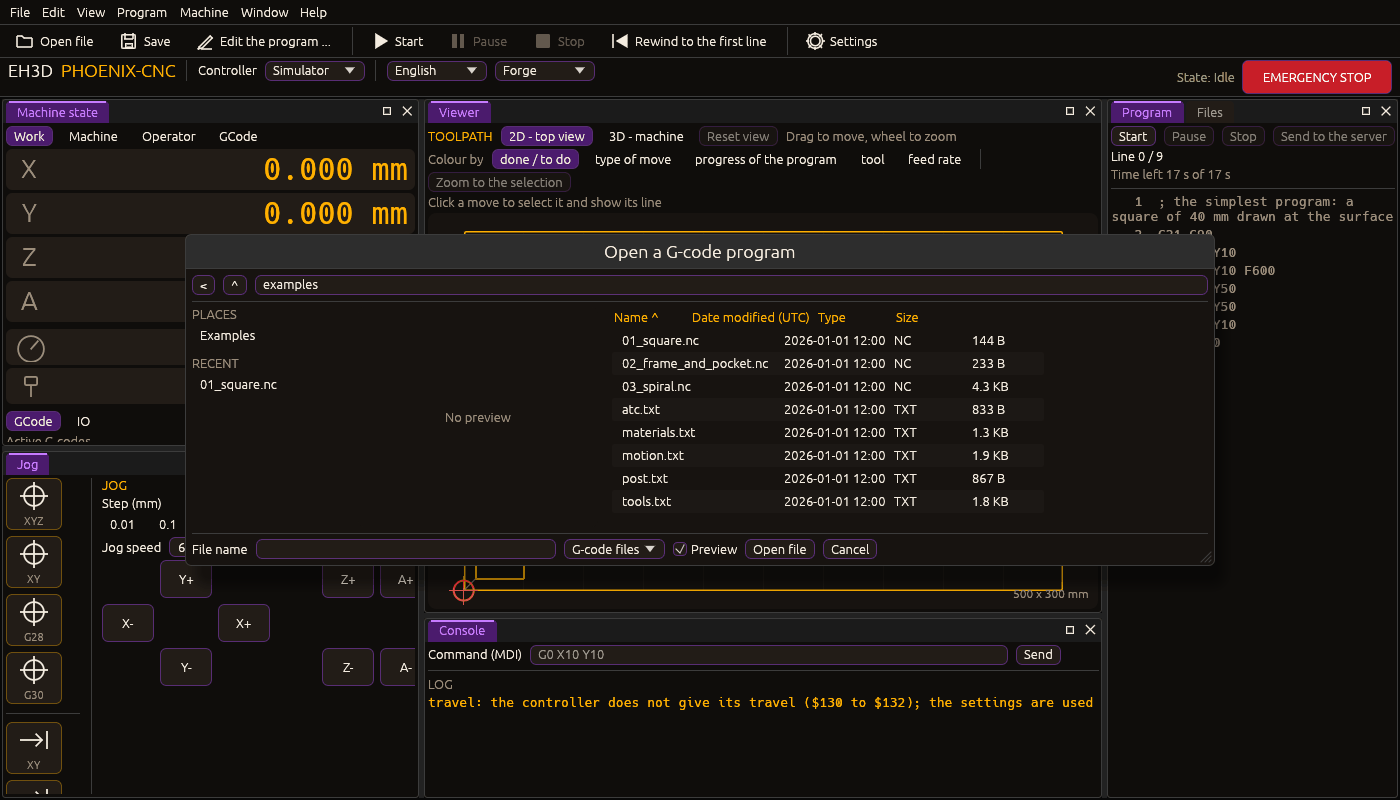 File Edit View Program Machine Window Help
Open file Save Edit the program ... Start Pause Stop Rewind to the first line Settings
EH3D PHOENIX-CNC Controller Simulator English Forge State: Idle EMERGENCY STOP
Machine state
Work Machine Operator GCode
X 0.000 mm
Y 0.000 mm
Z
A
GCode IO
Active G-codes
Viewer
TOOLPATH 2D - top view 3D - machine Reset view Drag to move, wheel to zoom
Colour by done / to do type of move progress of the program tool feed rate
Zoom to the selection
Click a move to select it and show its line
500 x 300 mm
Program Files
Start Pause Stop Send to the server
Line 0 / 9
Time left 17 s of 17 s
1 ; the simplest program: a
square of 40 mm drawn at the surface
2 G21 G90
Y10
Y10 F600
Y50
Y50
Y10
0
Open a G-code program
< ^ examples
PLACES
Examples
RECENT
01_square.nc
No preview
Name ^ Date modified (UTC) Type Size
01_square.nc 2026-01-01 12:00 NC 144 B
02_frame_and_pocket.nc 2026-01-01 12:00 NC 233 B
03_spiral.nc 2026-01-01 12:00 NC 4.3 KB
atc.txt 2026-01-01 12:00 TXT 833 B
materials.txt 2026-01-01 12:00 TXT 1.3 KB
motion.txt 2026-01-01 12:00 TXT 1.9 KB
post.txt 2026-01-01 12:00 TXT 867 B
tools.txt 2026-01-01 12:00 TXT 1.8 KB
File name G-code files Preview Open file Cancel
Jog
XYZ
XY
G28
G30
XY
JOG
Step (mm)
0.01 0.1
Jog speed 6
Y+ Z+ A+
X- X+
Y- Z- A-
Console
Command (MDI) G0 X10 Y10 Send
LOG
travel: the controller does not give its travel ($130 to $132); the settings are used